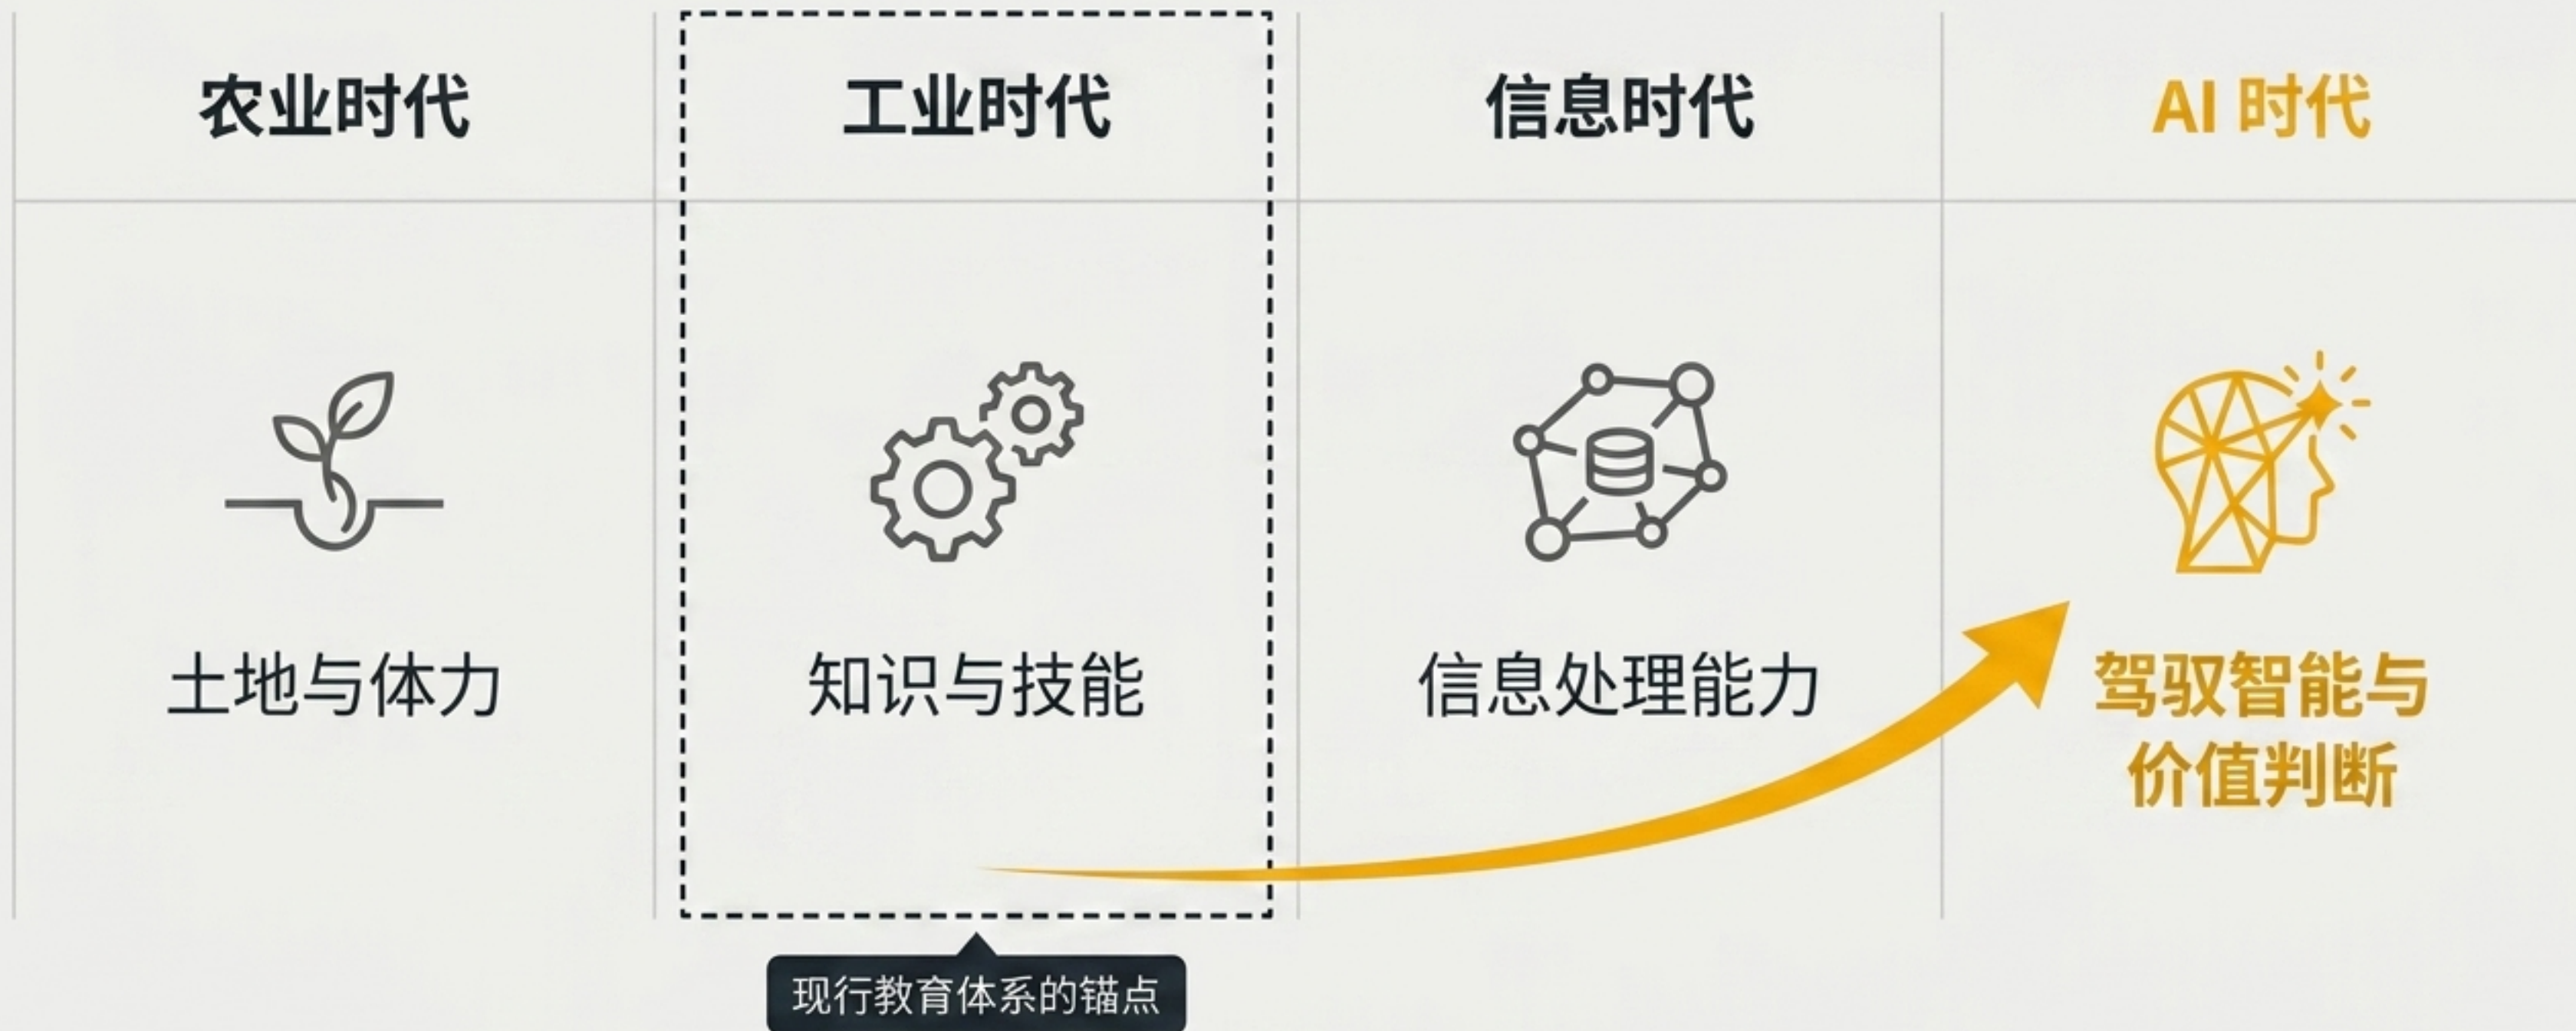 农业时代
工业时代
信息时代
AI 时代
土地与体力
知识与技能
信息处理能力
驾驭智能与
价值判断
现行教育体系的锚点